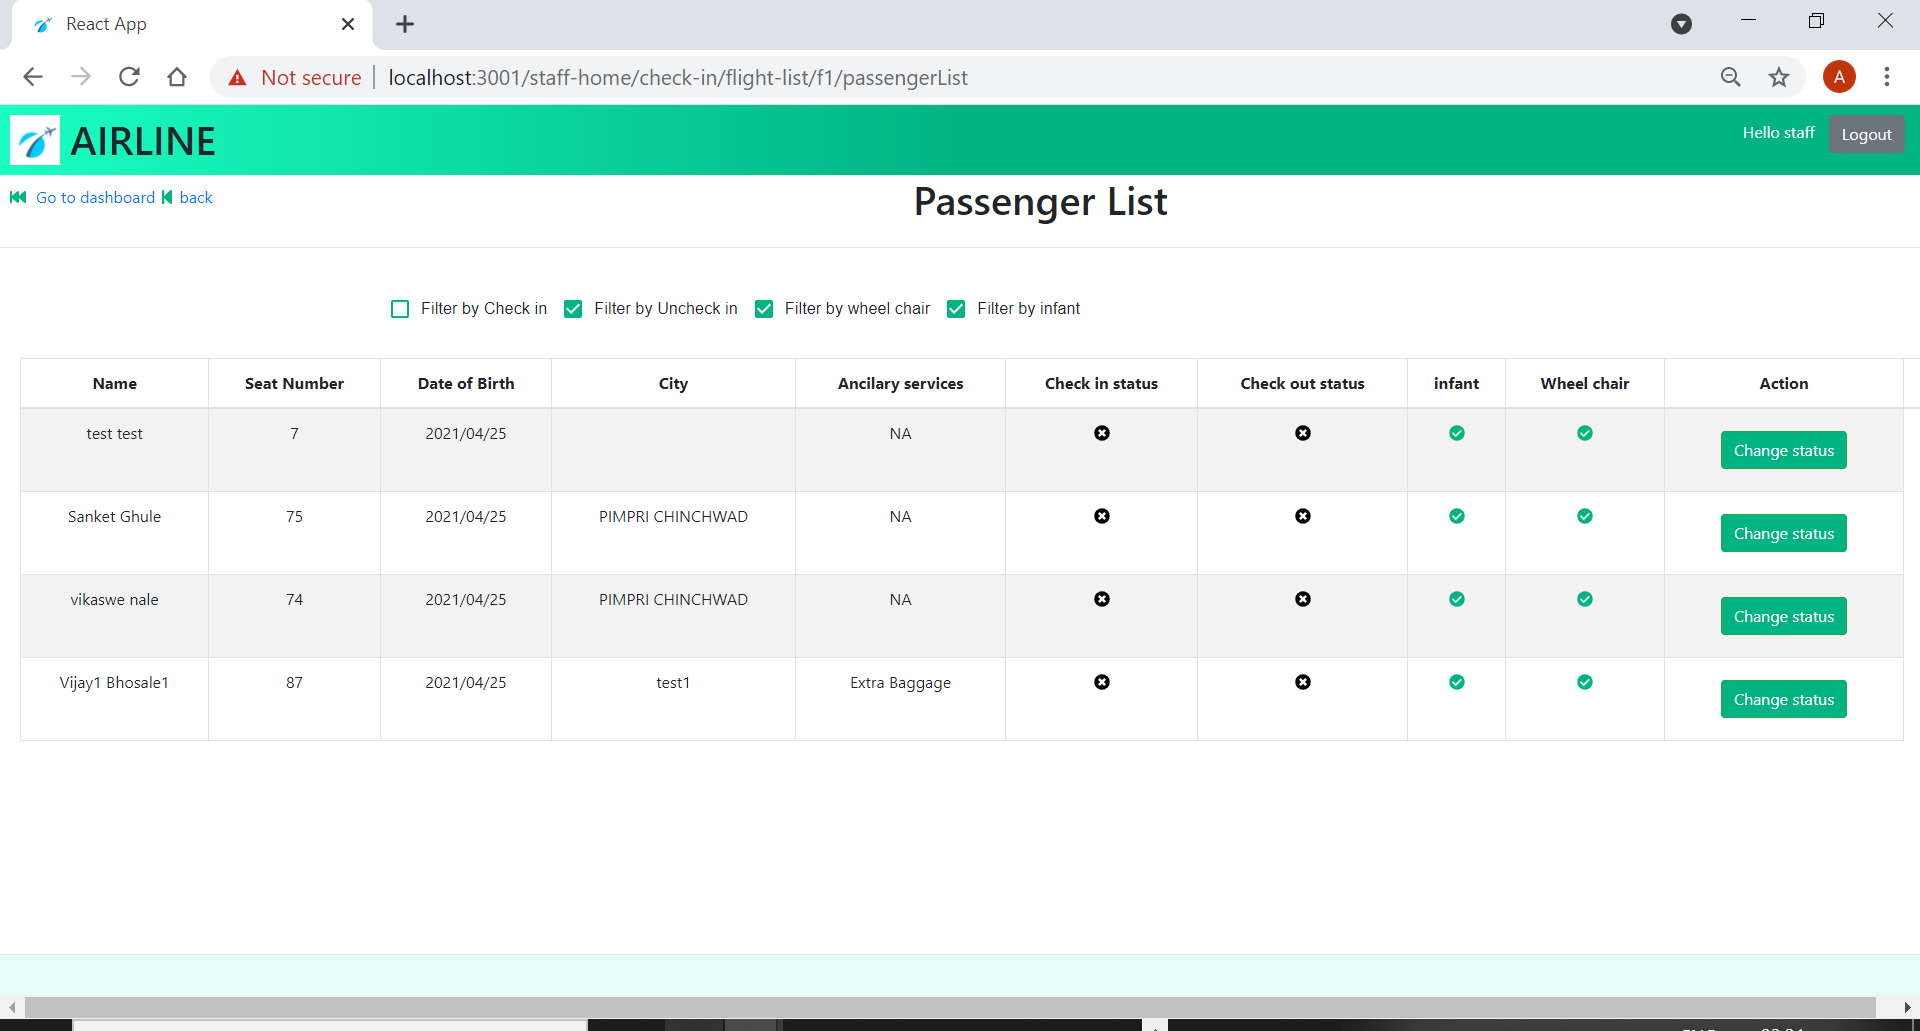 React App
Not secure localhost:3001/staff-home/check-in/flight-list/f1/passengerList A
AIRLINE Hello staff Logout
Go to dashboard back Passenger List
Filter by Check in Filter by Uncheck in Filter by wheel chair Filter by infant
Name Seat Number Date of Birth City Ancilary services Check in status Check out status infant Wheel chair Action
test test 7 2021/04/25 NA Change status
Sanket Ghule 75 2021/04/25 PIMPRI CHINCHWAD NA Change status
vikaswe nale 74 2021/04/25 PIMPRI CHINCHWAD NA Change status
Vijay1 Bhosale1 87 2021/04/25 test1 Extra Baggage Change status